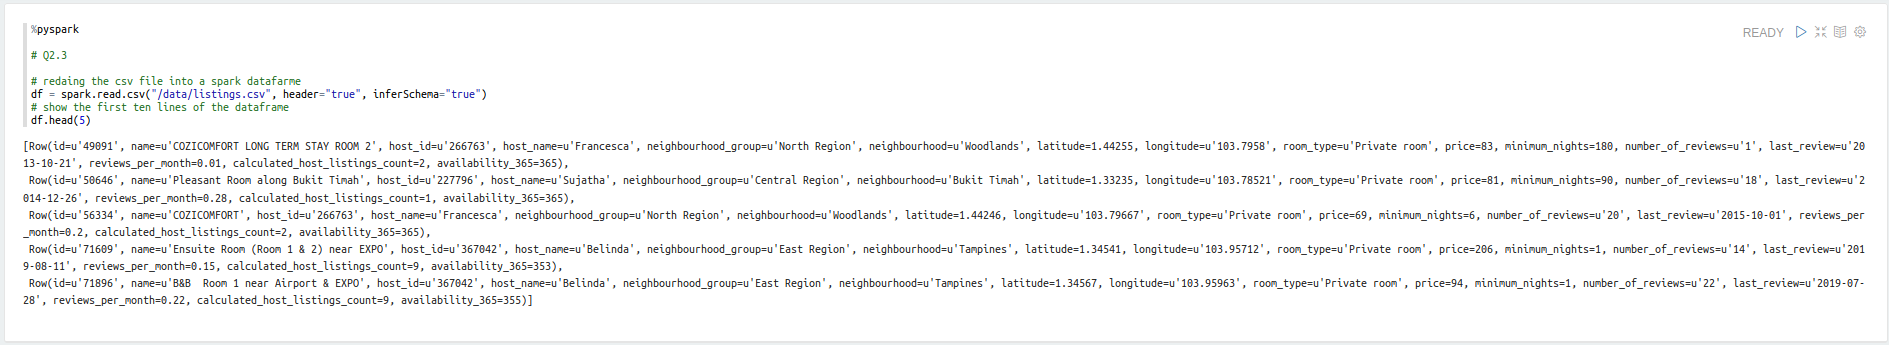 %pyspark
READY
# Q2.3
# redaing the csv file into a spark datafarme
df = spark.read.csv("/data/listings.csv", header="true", inferSchema="true")
# show the first ten lines of the dataframe
df.head(5)
[Row(id=u'49091', name=u'COZICOMFORT LONG TERM STAY ROOM 2', host_id=u'266763', host_name=u'Francesca', neighbourhood_group=u'North Region', neighbourhood=u'Woodlands', latitude=1.44255, longitude=u'103.7958', room_type=u'Private room', price=83, minimum_nights=180, number_of_reviews=u'1', last_review=u'20
13-10-21', reviews_per_month=0.01, calculated_host_listings_count=2, availability_365=365),
Row(id=u'50646', name=u'Pleasant Room along Bukit Timah', host_id=u'227796', host_name=u'Sujatha', neighbourhood_group=u'Central Region', neighbourhood=u'Bukit Timah', latitude=1.33235, longitude=u'103.78521', room_type=u'Private room', price=81, minimum_nights=90, number_of_reviews=u'18', last_review=u'2
014-12-26', reviews_per_month=0.28, calculated_host_listings_count=1, availability_365=365),
Row(id=u'56334', name=u'COZICOMFORT', host_id=u'266763', host_name=u'Francesca', neighbourhood_group=u'North Region', neighbourhood=u'Woodlands', latitude=1.44246, longitude=u'103.79667', room_type=u'Private room', price=69, minimum_nights=6, number_of_reviews=u'20', last_review=u'2015-10-01', reviews_per
_month=0.2, calculated_host_listings_count=2, availability_365=365),
Row(id=u'71609', name=u'Ensuite Room (Room 1 & 2) near EXPO', host_id=u'367042', host_name=u'Belinda', neighbourhood_group=u'East Region', neighbourhood=u'Tampines', latitude=1.34541, longitude=u'103.95712', room_type=u'Private room', price=206, minimum_nights=1, number_of_reviews=u'14', last_review=u'201
9-08-11', reviews_per_month=0.15, calculated_host_listings_count=9, availability_365=353),
Row(id=u'71896', name=u'B&B  Room 1 near Airport & EXPO', host_id=u'367042', host_name=u'Belinda', neighbourhood_group=u'East Region', neighbourhood=u'Tampines', latitude=1.34567, longitude=u'103.95963', room_type=u'Private room', price=94, minimum_nights=1, number_of_reviews=u'22', last_review=u'2019-07-
28', reviews_per_month=0.22, calculated_host_listings_count=9, availability_365=355)]